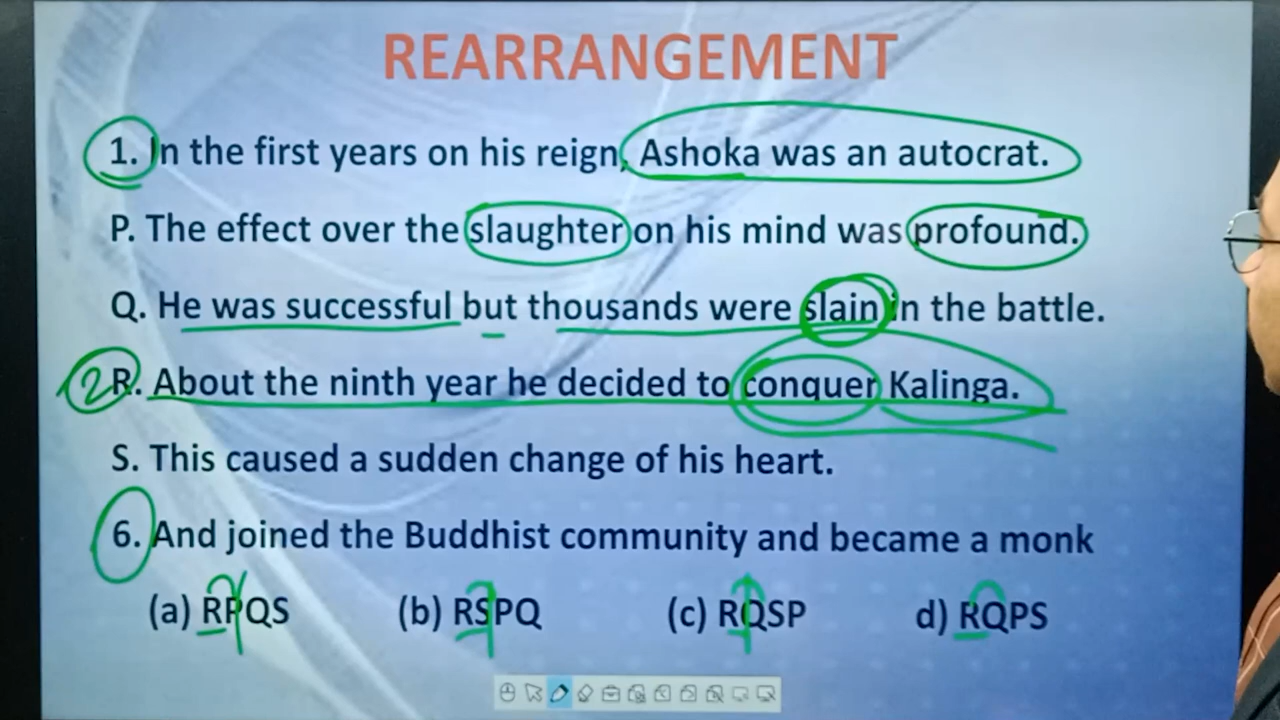 REARRANGEMENT
1. In the first years on his reign, Ashoka was an autocrat.
P. The effect over the slaughter on his mind was profound.
Q. He was successful but thousands were slain in the battle.
2 R. About the ninth year he decided to conquer Kalinga.
S. This caused a sudden change of his heart.
6. And joined the Buddhist community and became a monk
(a) RPQS (b) RSPQ (c) RQSP d) RQPS